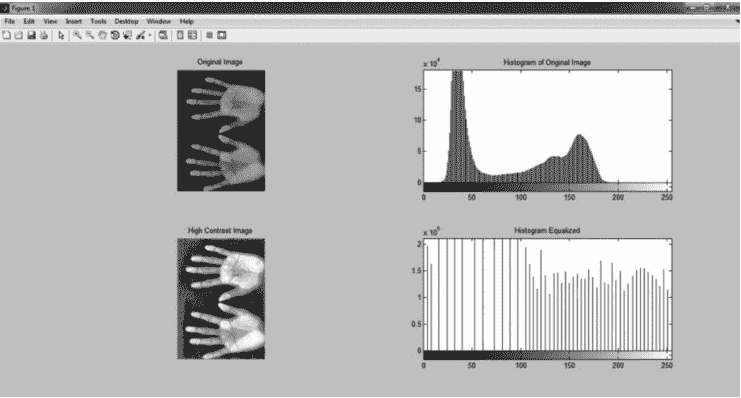 Figure 1
File Edit View Insert Tools Desktop Window Help
Original Image
Histogram of Original Image
x 10^4
15
10
5
0
0 50 100 150 200 250
High Contrast Image
Histogram Equalized
2
1.5
1
0.5
0
0 50 100 150 200 250